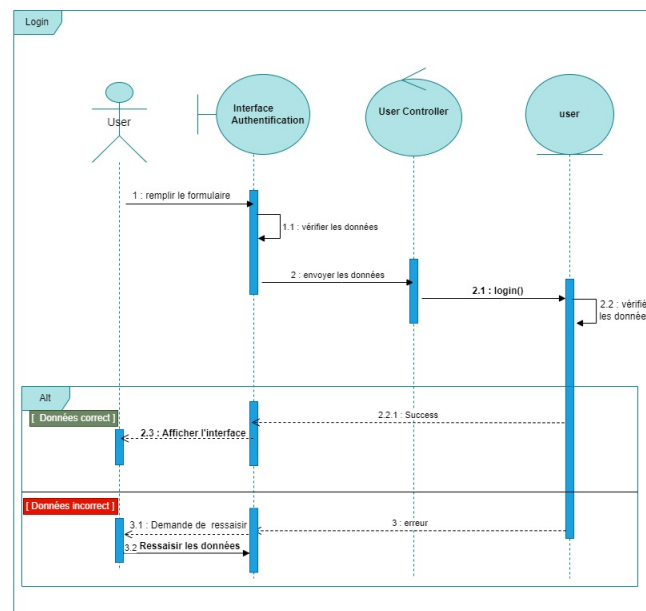 Login
User
Interface
Authentification
User Controller
user
1 : remplir le formulaire
1.1 : vérifier les données
2 : envoyer les données
2.1 : login()
2.2 : vérifié
les donnée
Alt
[ Données correct ]
2.2.1 : Success
2.3 : Afficher l'interface
[ Données incorrect ]
3 : erreur
3.1 : Demande de ressaisir
3.2 Ressaisir les données